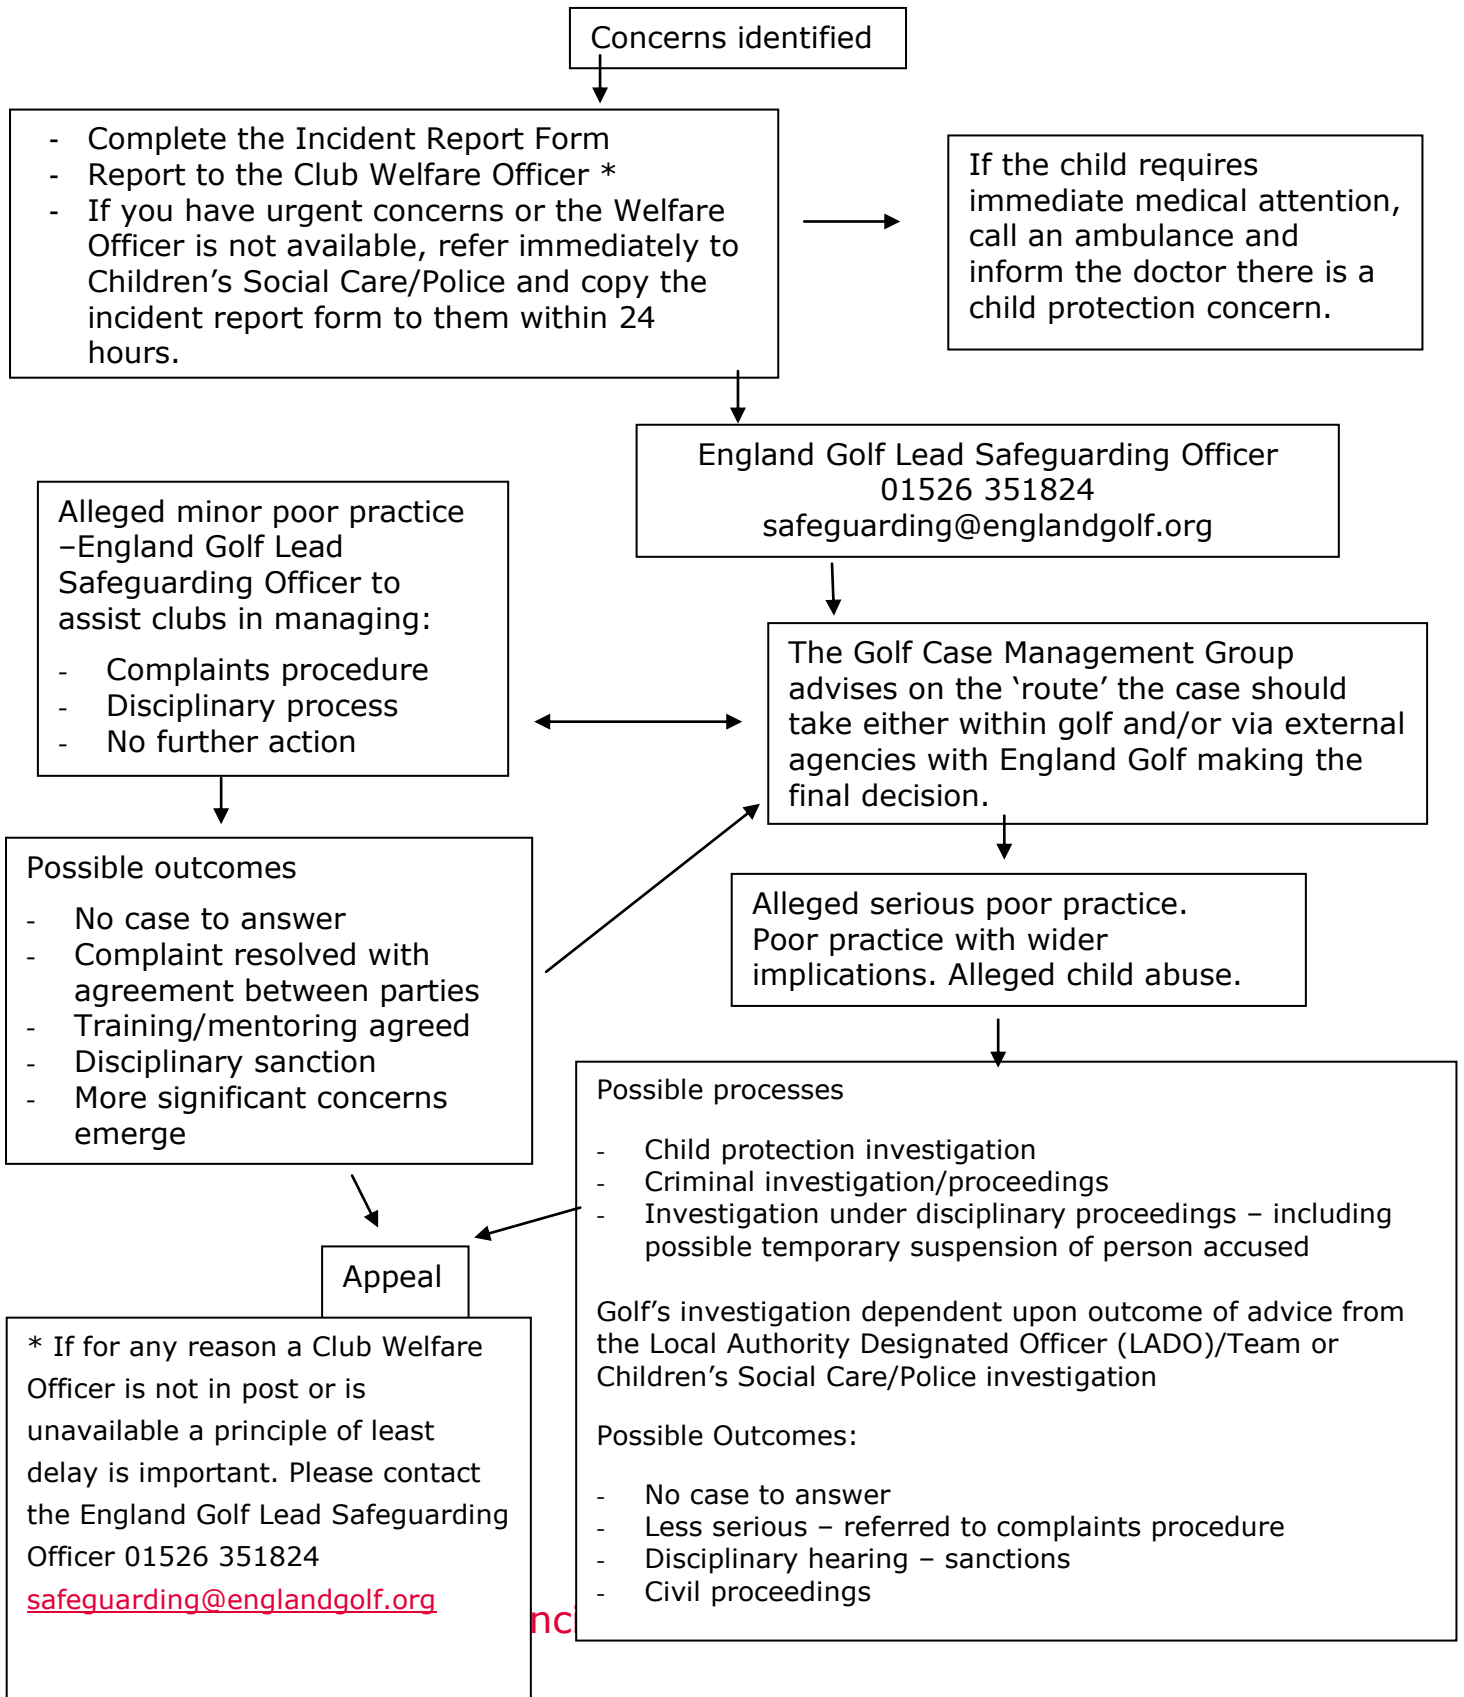 Concerns identified
- Complete the Incident Report Form
- Report to the Club Welfare Officer *
- If you have urgent concerns or the Welfare
Officer is not available, refer immediately to
Children’s Social Care/Police and copy the
incident report form to them within 24
hours.
If the child requires
immediate medical attention,
call an ambulance and
inform the doctor there is a
child protection concern.
England Golf Lead Safeguarding Officer
01526 351824
safeguarding@englandgolf.org
Alleged minor poor practice
–England Golf Lead
Safeguarding Officer to
assist clubs in managing:
- Complaints procedure
- Disciplinary process
- No further action
The Golf Case Management Group
advises on the ‘route’ the case should
take either within golf and/or via external
agencies with England Golf making the
final decision.
Possible outcomes
- No case to answer
- Complaint resolved with
agreement between parties
- Training/mentoring agreed
- Disciplinary sanction
- More significant concerns
emerge
Alleged serious poor practice.
Poor practice with wider
implications. Alleged child abuse.
Possible processes
- Child protection investigation
- Criminal investigation/proceedings
- Investigation under disciplinary proceedings – including
possible temporary suspension of person accused
Golf’s investigation dependent upon outcome of advice from
the Local Authority Designated Officer (LADO)/Team or
Children’s Social Care/Police investigation
Possible Outcomes:
- No case to answer
- Less serious – referred to complaints procedure
- Disciplinary hearing – sanctions
- Civil proceedings
Appeal
* If for any reason a Club Welfare
Officer is not in post or is
unavailable a principle of least
delay is important. Please contact
the England Golf Lead Safeguarding
Officer 01526 351824
safeguarding@englandgolf.org